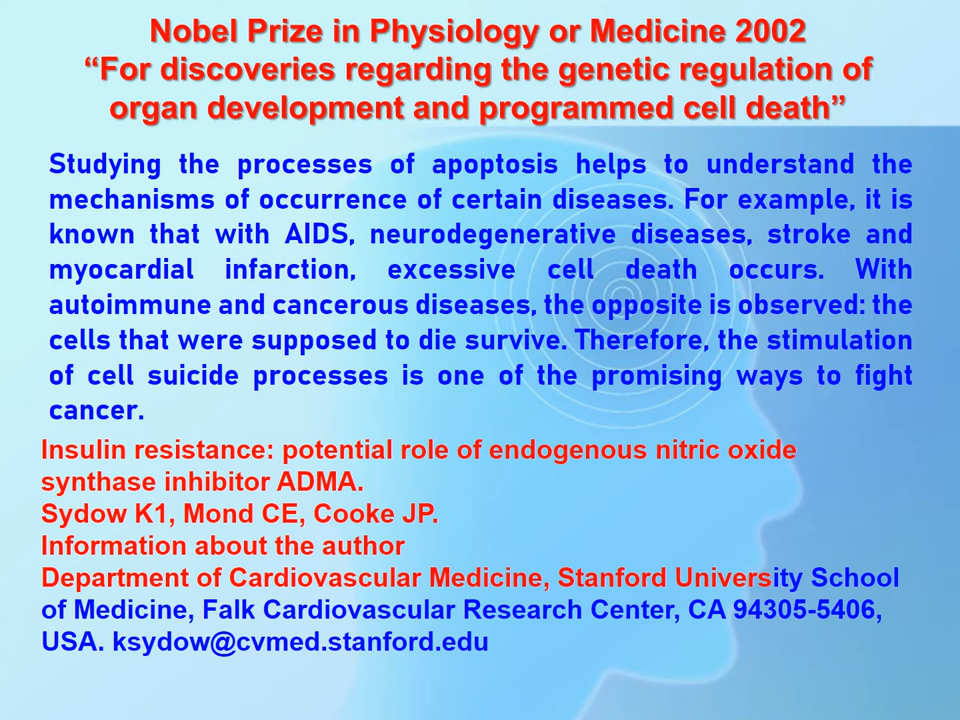 Nobel Prize in Physiology or Medicine 2002
“For discoveries regarding the genetic regulation of
organ development and programmed cell death”
Studying the processes of apoptosis helps to understand the
mechanisms of occurrence of certain diseases. For example, it is
known that with AIDS, neurodegenerative diseases, stroke and
myocardial infarction, excessive cell death occurs. With
autoimmune and cancerous diseases, the opposite is observed: the
cells that were supposed to die survive. Therefore, the stimulation
of cell suicide processes is one of the promising ways to fight
cancer.
Insulin resistance: potential role of endogenous nitric oxide
synthase inhibitor ADMA.
Sydow K1, Mond CE, Cooke JP.
Information about the author
Department of Cardiovascular Medicine, Stanford University School
of Medicine, Falk Cardiovascular Research Center, CA 94305-5406,
USA. ksydow@cvmed.stanford.edu